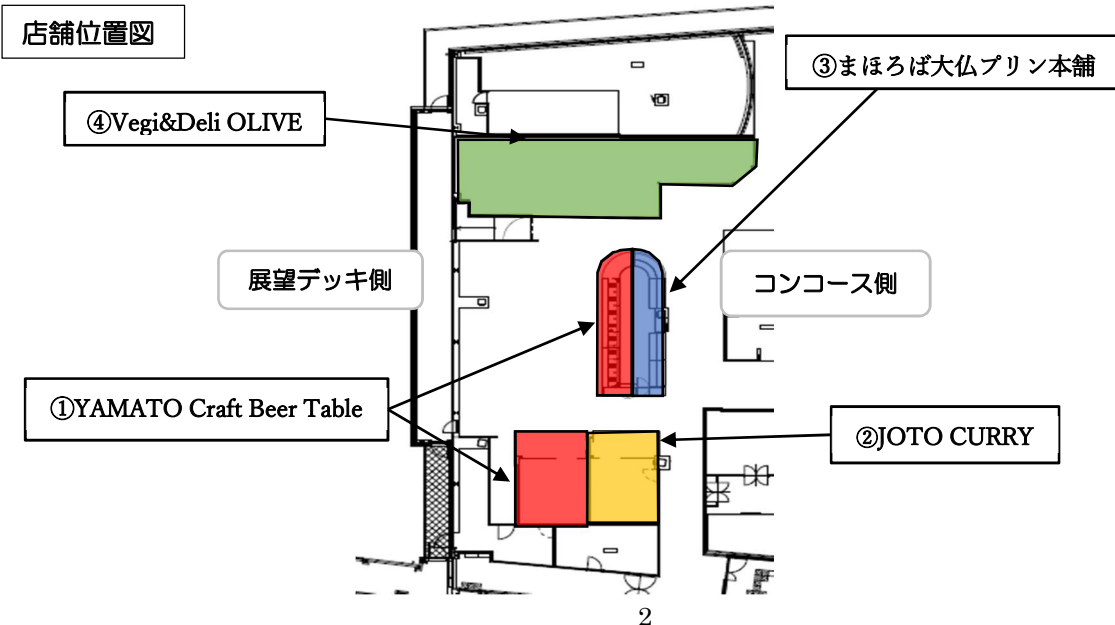 店舗位置図
③まほろば大仏プリン本舗
④Vegi&Deli OLIVE
展望デッキ側
コンコース側
①YAMATO Craft Beer Table
②JOTO CURRY
2